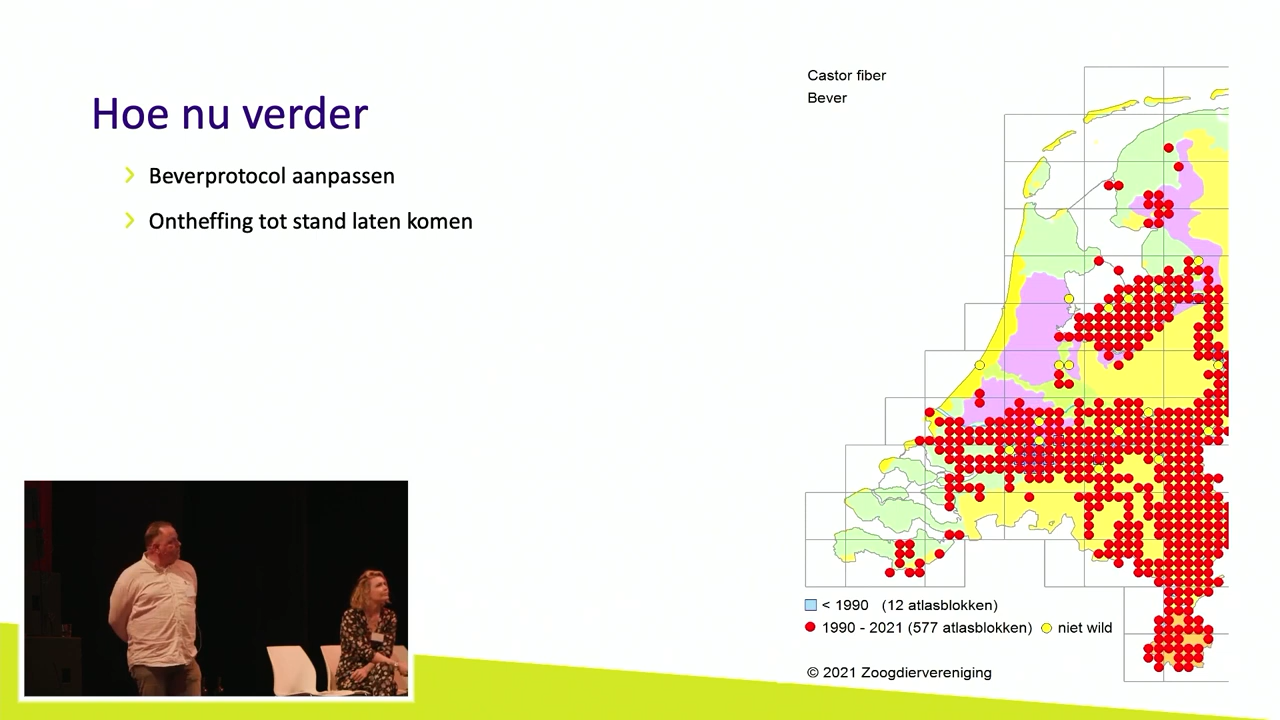 Hoe nu verder
Beverprotocol aanpassen
Ontheffing tot stand laten komen
Castor fiber
Bever
< 1990 (12 atlasblokken)
1990 - 2021 (577 atlasblokken) niet wild
© 2021 Zoogdiervereniging